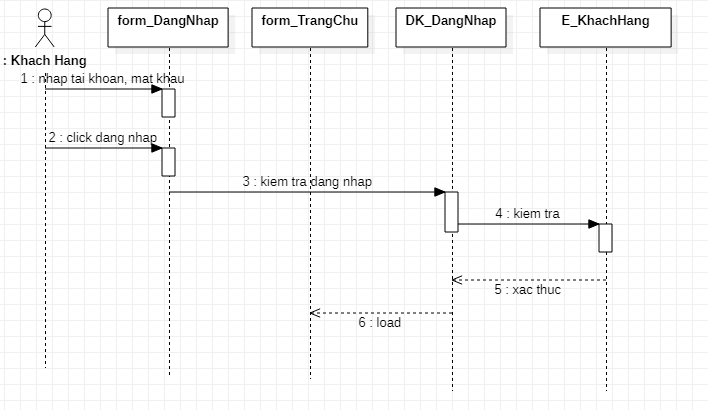 form_DangNhap
form_TrangChu
DK_DangNhap
E_KhachHang
: Khach Hang
1 : nhap tai khoan, mat khau
2 : click dang nhap
3 : kiem tra dang nhap
4 : kiem tra
5 : xac thuc
6 : load